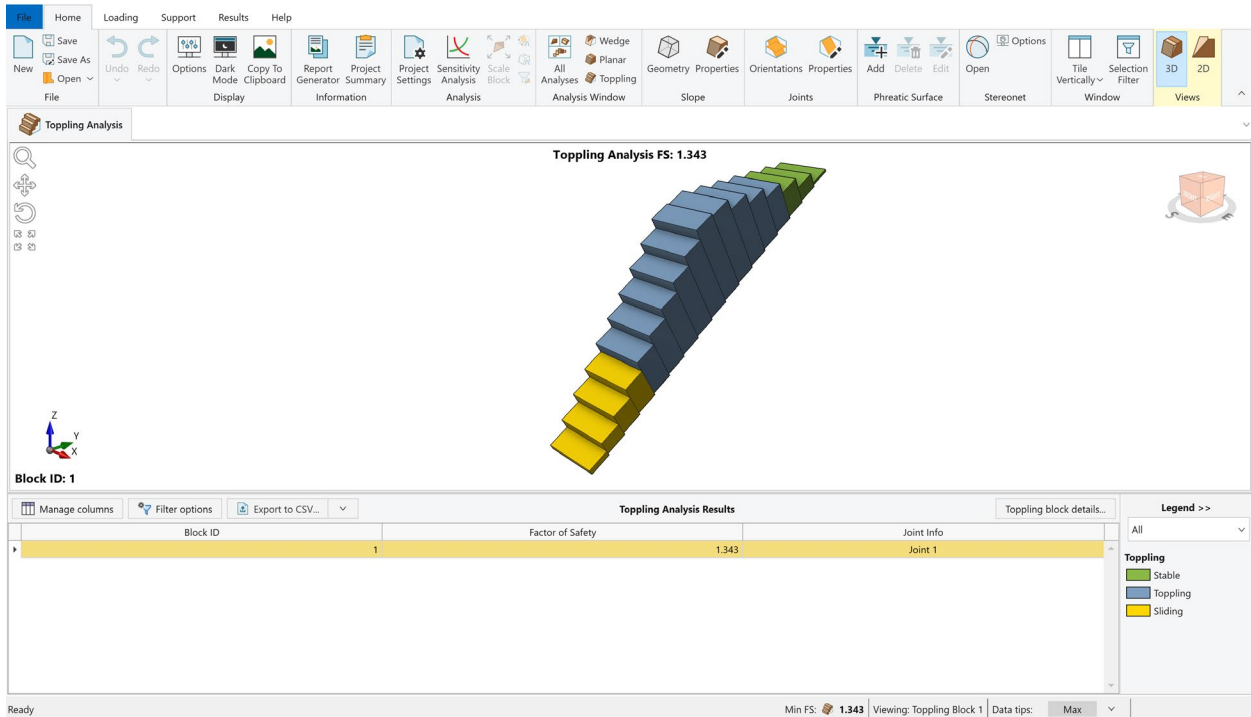 File Home Loading Support Results Help
New Save Save As Open Undo Redo Options Dark Mode Copy To Clipboard Report Generator Project Summary Project Settings Sensitivity Analysis Scale Block All Analyses Wedge Planar Toppling Geometry Properties Orientations Properties Add Delete Edit Open Options Tile Vertically Selection Filter 3D 2D
File Display Information Analysis Analysis Window Slope Joints Phreatic Surface Stereonet Window Views
Toppling Analysis
Toppling Analysis FS: 1.343
S E
Z
Y
X
Block ID: 1
Manage columns Filter options Export to CSV... Toppling Analysis Results Toppling block details... Legend >>
All
Block ID Factor of Safety Joint Info
1 1.343 Joint 1
Toppling
Stable
Toppling
Sliding
Ready Min FS: 1.343 Viewing: Toppling Block 1 Data tips: Max